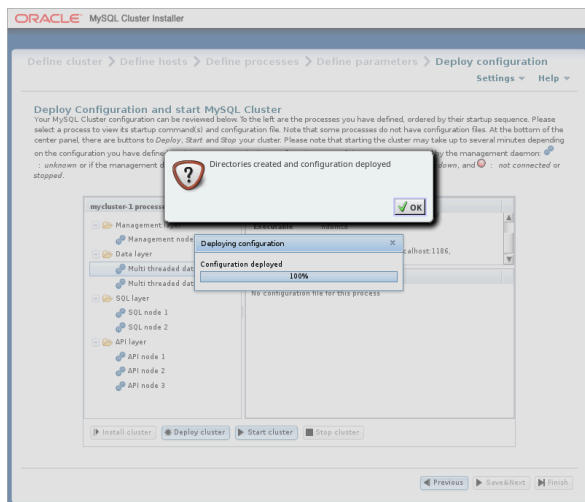 ORACLE® MySQL Cluster Installer
Define cluster > Define hosts > Define processes > Define parameters > Deploy configuration
Settings Help
Deploy Configuration and start MySQL Cluster
Your MySQL Cluster configuration can be reviewed below. To the left are the processes you have defined, ordered by their startup sequence. Please
select a process to view its startup command(s) and configuration file. Note that some processes do not have configuration files. At the bottom of the
center panel, there are buttons to Deploy, Start and Stop your cluster. Please note that starting the cluster may take up to several minutes depending
on the configuration you have define by the management daemon:
: unknown or if the management d own, and : not connected or
stopped.
Directories created and configuration deployed
OK
mycluster-1 processe
Management
Executable
Management node
Data layer
calhost:1186,
Multi threaded dat
Multi threaded dat
Deploying configuration ×
Configuration deployed
100%
No configuration file for this process
SQL layer
SQL node 1
SQL node 2
API layer
API node 1
API node 2
API node 3
Install cluster Deploy cluster Start cluster Stop cluster
Previous Save&Next Finish